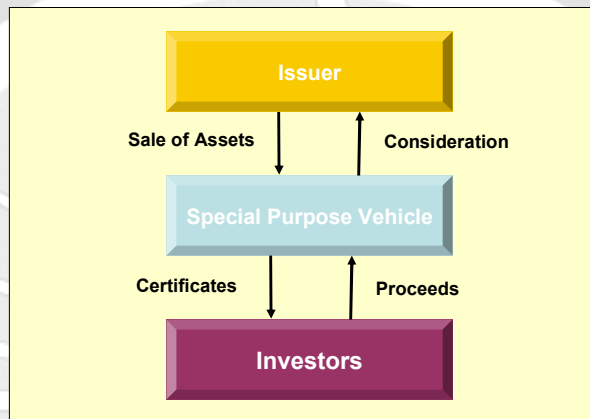 Issuer
Sale of Assets
Consideration
Special Purpose Vehicle
Certificates
Proceeds
Investors